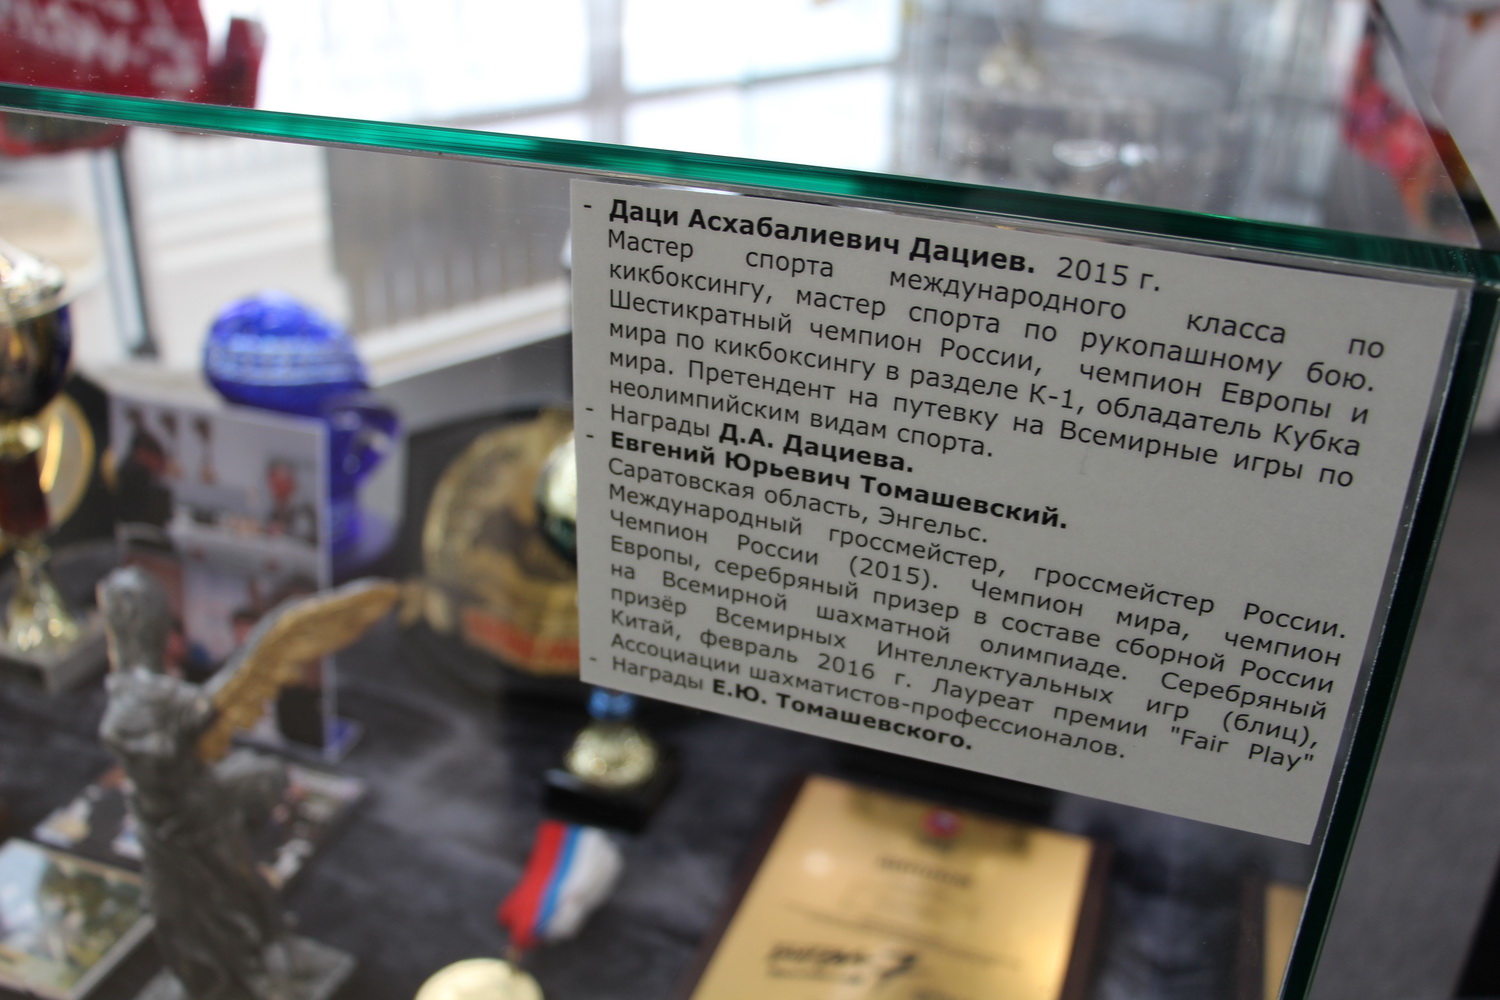 - Даци Асхабалиевич Дациев. 2015 г.
Мастер спорта международного класса по
кикбоксингу, мастер спорта по рукопашному бою.
Шестикратный чемпион России, чемпион Европы и
мира по кикбоксингу в разделе К-1, обладатель Кубка
мира. Претендент на путевку на Всемирные игры по
неолимпийским видам спорта.
- Награды Д.А. Дациева.
- Евгений Юрьевич Томашевский.
Саратовская область, Энгельс.
Международный гроссмейстер, гроссмейстер России.
Чемпион России (2015). Чемпион мира, чемпион
Европы, серебряный призер в составе сборной России
на Всемирной шахматной олимпиаде. Серебряный
призёр Всемирных Интеллектуальных игр (блиц),
Китай, февраль 2016 г. Лауреат премии "Fair Play"
Ассоциации шахматистов-профессионалов.
- Награды Е.Ю. Томашевского.